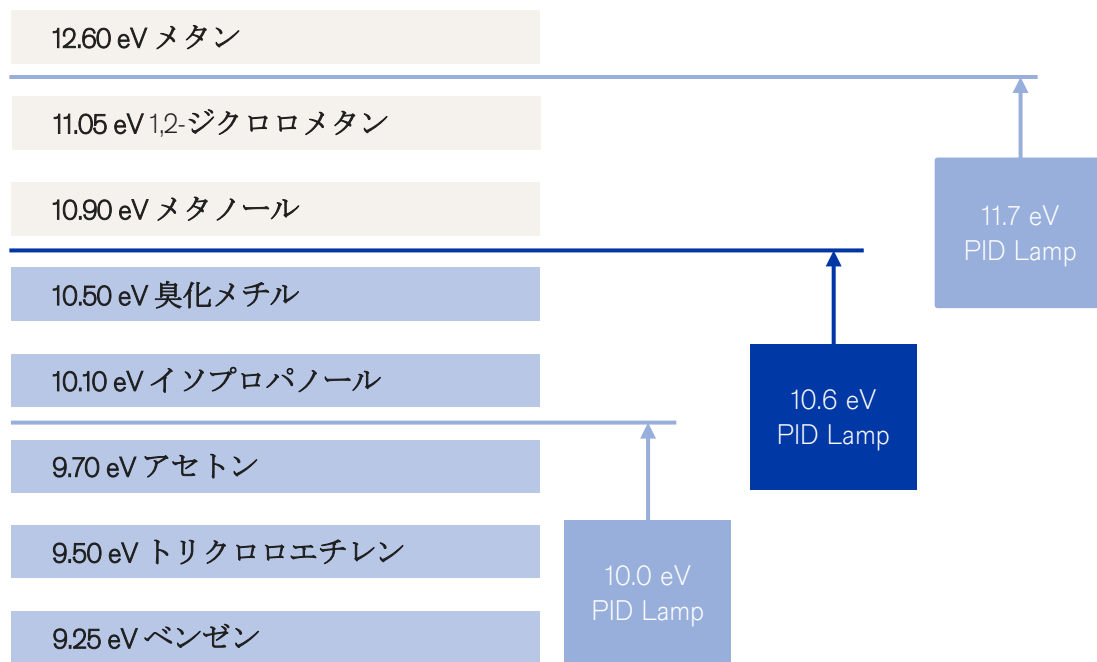 12.60 eV メタン
11.05 eV 1,2-ジクロロメタン
10.90 eV メタノール
11.7 eV
PID Lamp
10.50 eV 臭化メチル
10.10 eV イソプロパノール
10.6 eV
PID Lamp
9.70 eV アセトン
9.50 eV トリクロロエチレン
10.0 eV
PID Lamp
9.25 eV ベンゼン